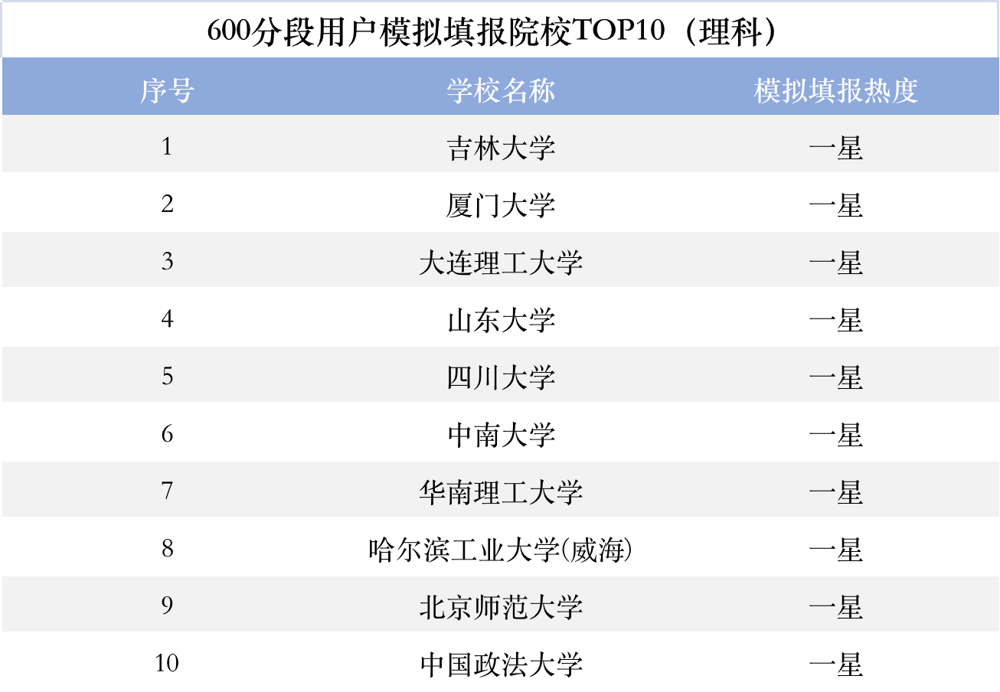 600分段用户模拟填报院校TOP10（理科）
序号 学校名称 模拟填报热度
1 吉林大学 一星
2 厦门大学 一星
3 大连理工大学 一星
4 山东大学 一星
5 四川大学 一星
6 中南大学 一星
7 华南理工大学 一星
8 哈尔滨工业大学(威海) 一星
9 北京师范大学 一星
10 中国政法大学 一星